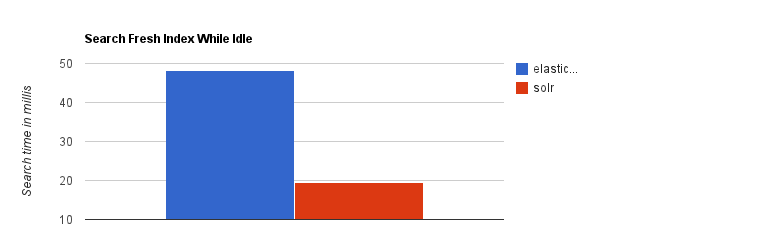 Search Fresh Index While Idle
50
40
30
20
10
Search time in millis
elastic...
solr